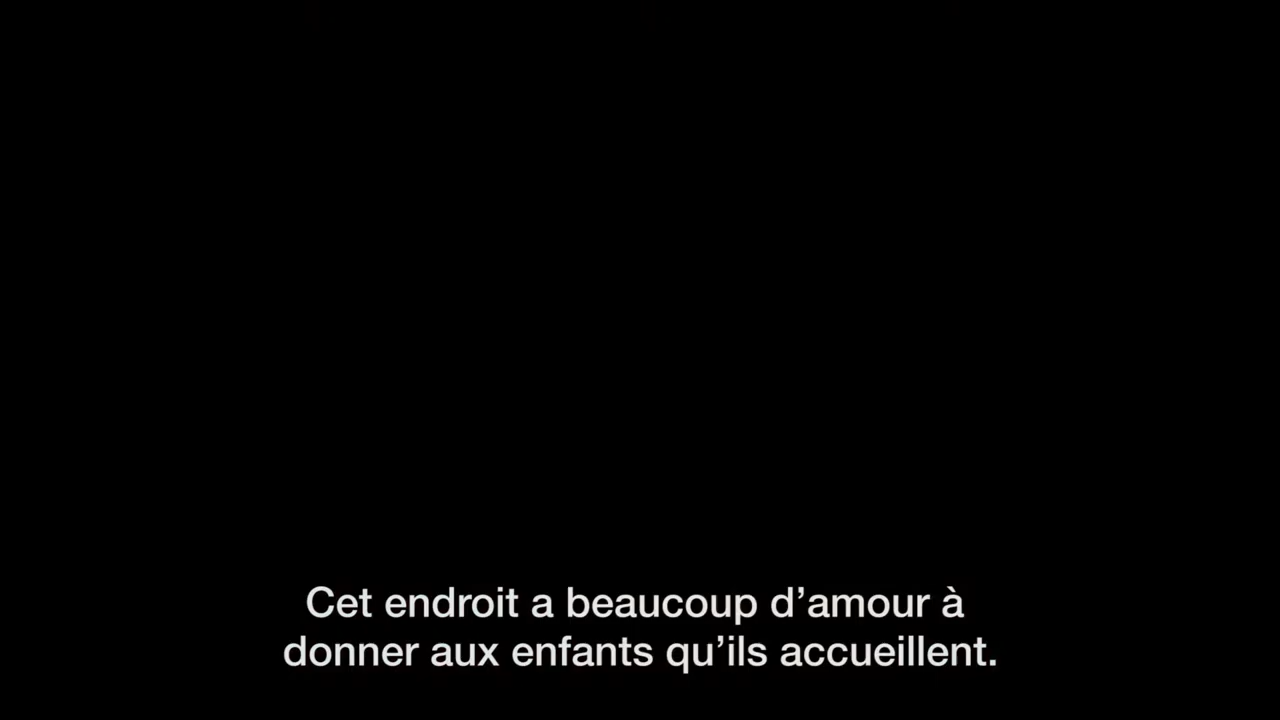 Cet endroit a beaucoup d’amour à
donner aux enfants qu’ils accueillent.